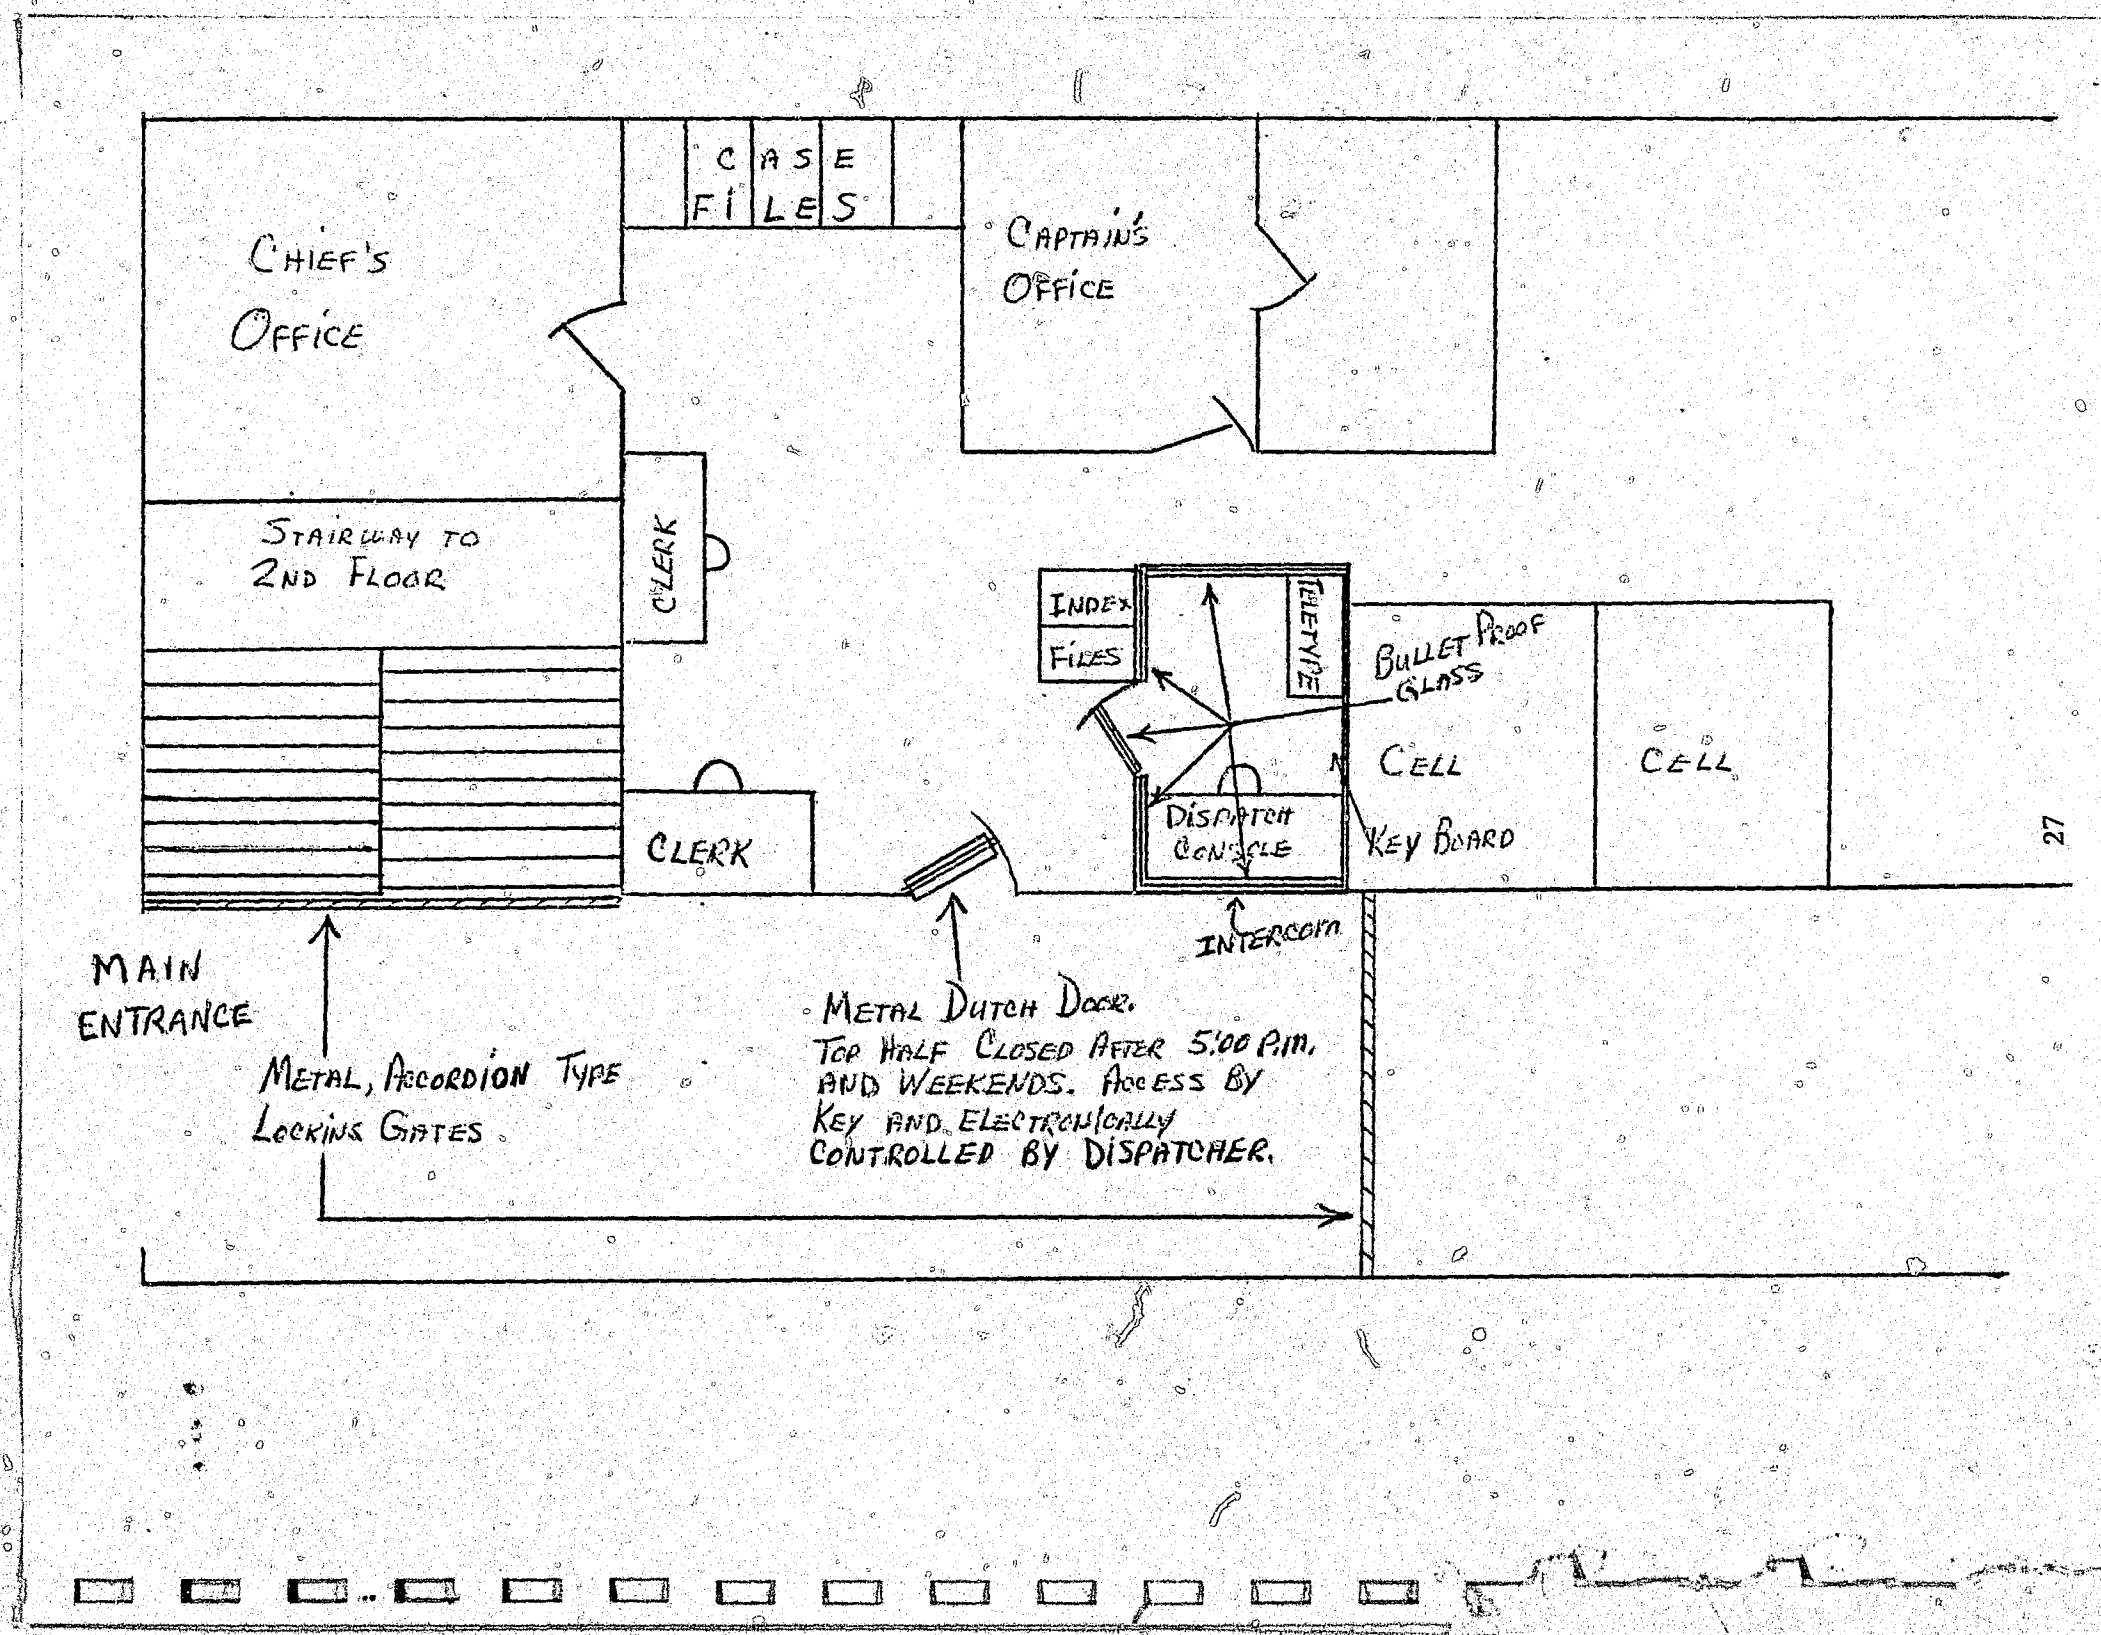 CASE
FILES
CHIEF'S
OFFICE
CAPTAIN'S
OFFICE
STAIRWAY TO
2ND FLOOR
CLERK
INDEX
FILES
TELETYPE
BULLET PROOF
GLASS
CELL
CELL
CLERK
DISPATCH
CONSOLE
KEY BOARD
27
INTERCOM
MAIN
ENTRANCE
METAL, ACCORDION TYPE
LOCKING GATES
METAL DUTCH DOOR.
TOP HALF CLOSED AFTER 5:00 P.M.
AND WEEKENDS. ACCESS BY
KEY AND ELECTRONICALLY
CONTROLLED BY DISPATCHER.